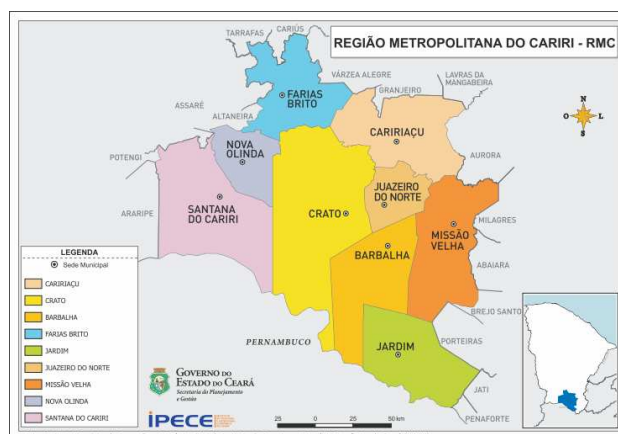 REGIÃO METROPOLITANA DO CARIRI - RMC
TARRAFAS
CARIÚS
VÁRZEA ALEGRE
LAVRAS DA
MANGABEIRA
GRANJEIRO
FARIAS
BRITO
ASSARÉ
ALTANEIRA
CARIRIAÇU
N
O
L
S
NOVA
OLINDA
POTENGI
AURORA
JUAZEIRO
DO NORTE
SANTANA
DO CARIRI
ARARIPE
CRATO
MISSÃO
VELHA
MILAGRES
BARBALHA
ABAIARA
LEGENDA
Sede Municipal
CARIRIAÇU
CRATO
BARBALHA
FARIAS BRITO
JARDIM
JUAZEIRO DO NORTE
MISSÃO VELHA
NOVA OLINDA
SANTANA DO CARIRI
BREJO SANTO
PERNAMBUCO
JARDIM
PORTEIRAS
JATI
PENAFORTE
GOVERNO DO
ESTADO DO CEARÁ
Secretaria do Planejamento
e Gestão
IPECE
25 0 25 50 km